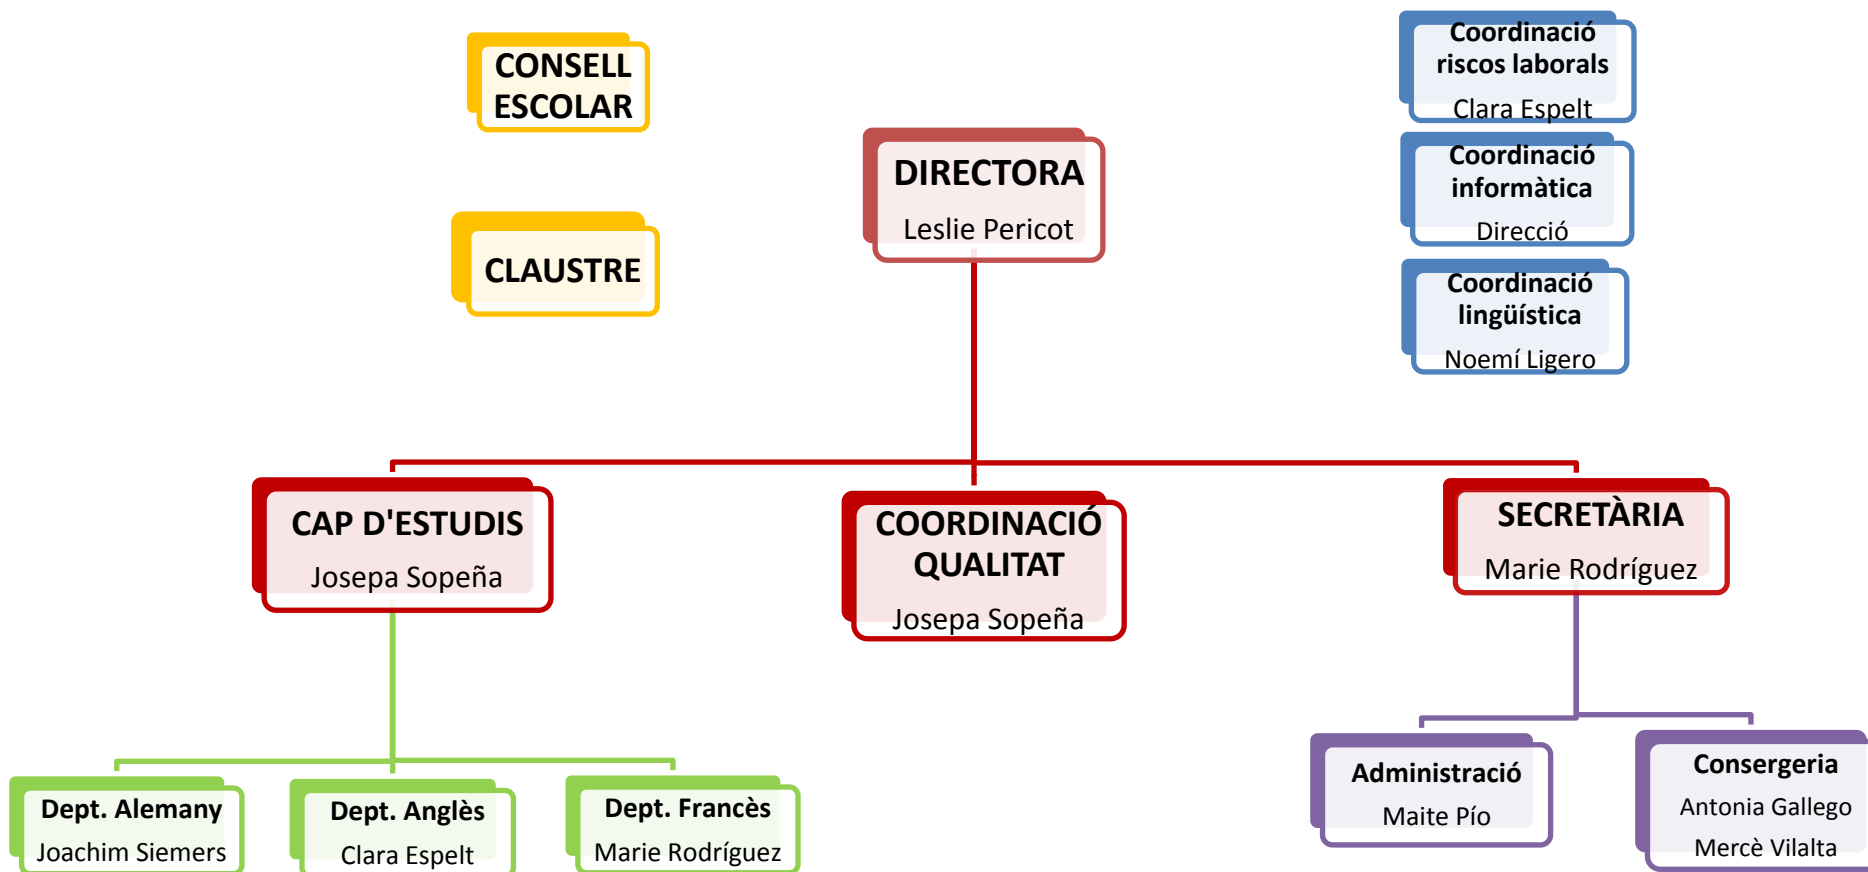 CONSELL
ESCOLAR
CLAUSTRE
DIRECTORA
Leslie Pericot
Coordinació
riscos laborals
Clara Espelt
Coordinació
informàtica
Direcció
Coordinació
lingüística
Noemí Ligero
CAP D'ESTUDIS
Josepa Sopeña
COORDINACIÓ
QUALITAT
Josepa Sopeña
SECRETÀRIA
Marie Rodríguez
Dept. Alemany
Joachim Siemers
Dept. Anglès
Clara Espelt
Dept. Francès
Marie Rodríguez
Administració
Maite Pío
Consergeria
Antonia Gallego
Mercè Vilalta